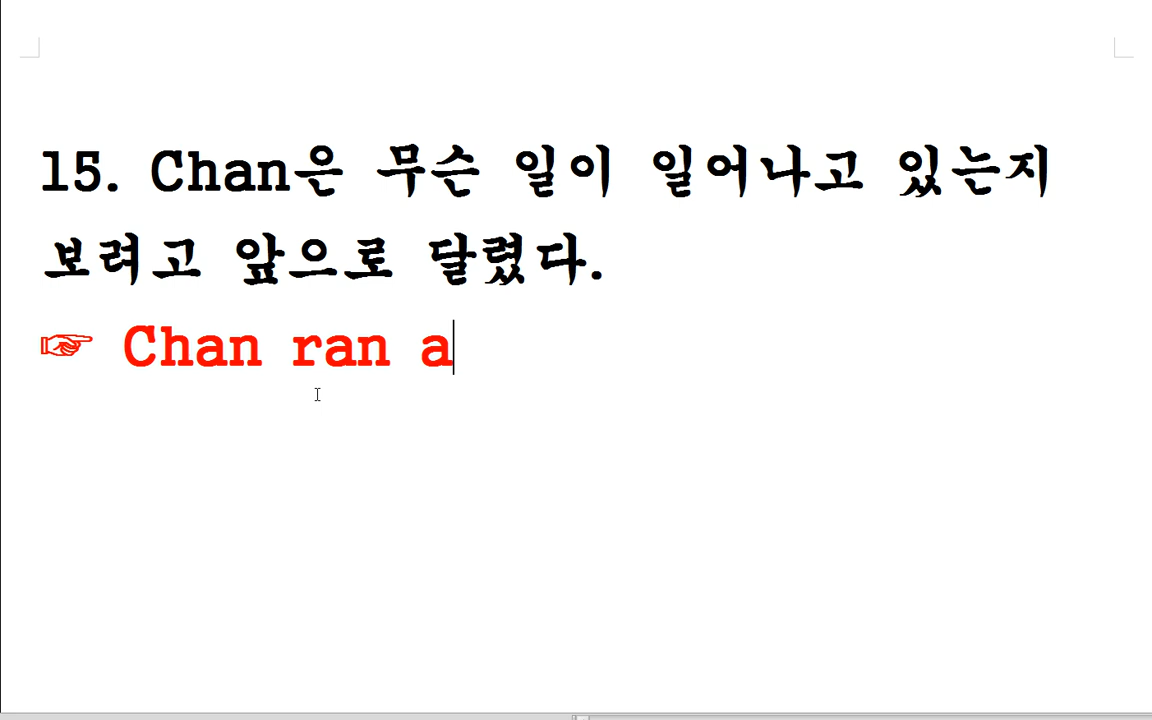 15. Chan은 무슨 일이 일어나고 있는지
보려고 앞으로 달렸다.
☞ Chan ran a